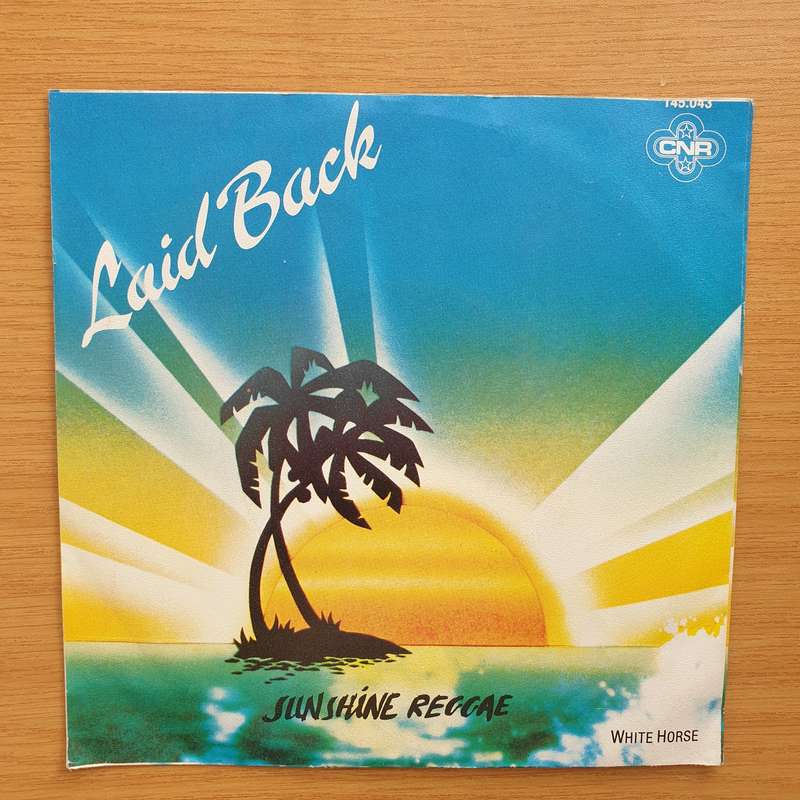 145.043
CNR
Laid Back
SUNSHINE REGGAE
WHITE HORSE